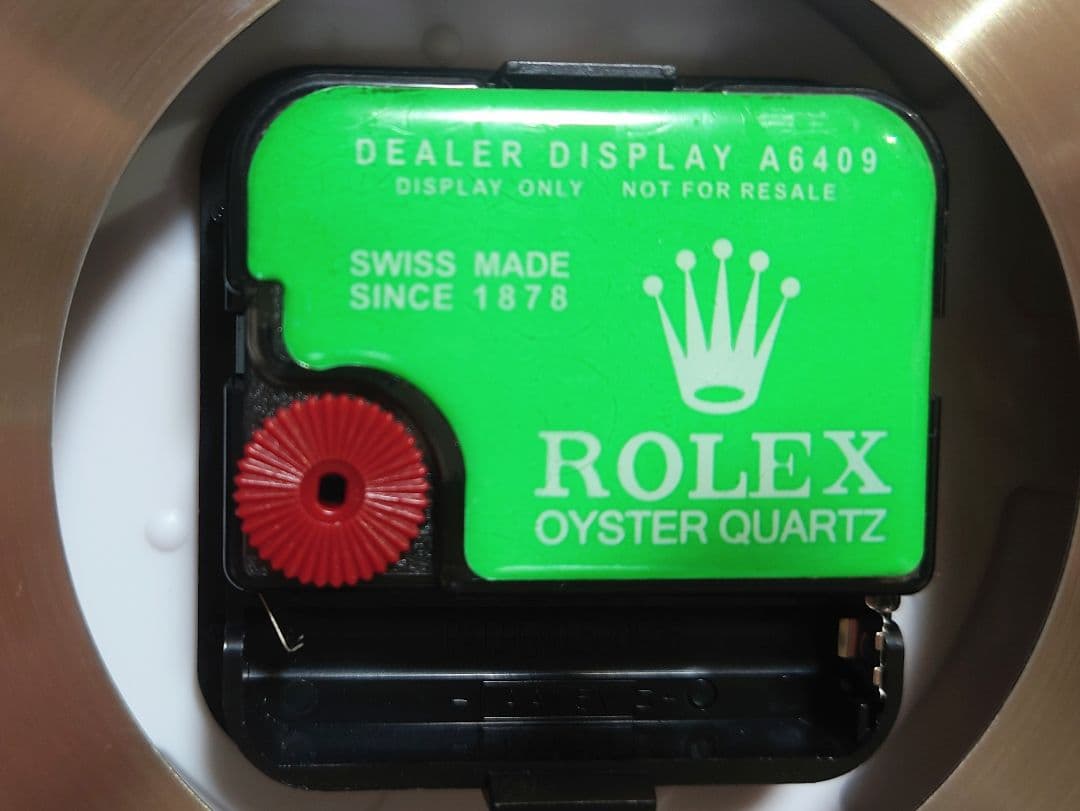 DEALER DISPLAY A6409
DISPLAY ONLY NOT FOR RESALE
SWISS MADE
SINCE 1878
ROLEX
OYSTER QUARTZ